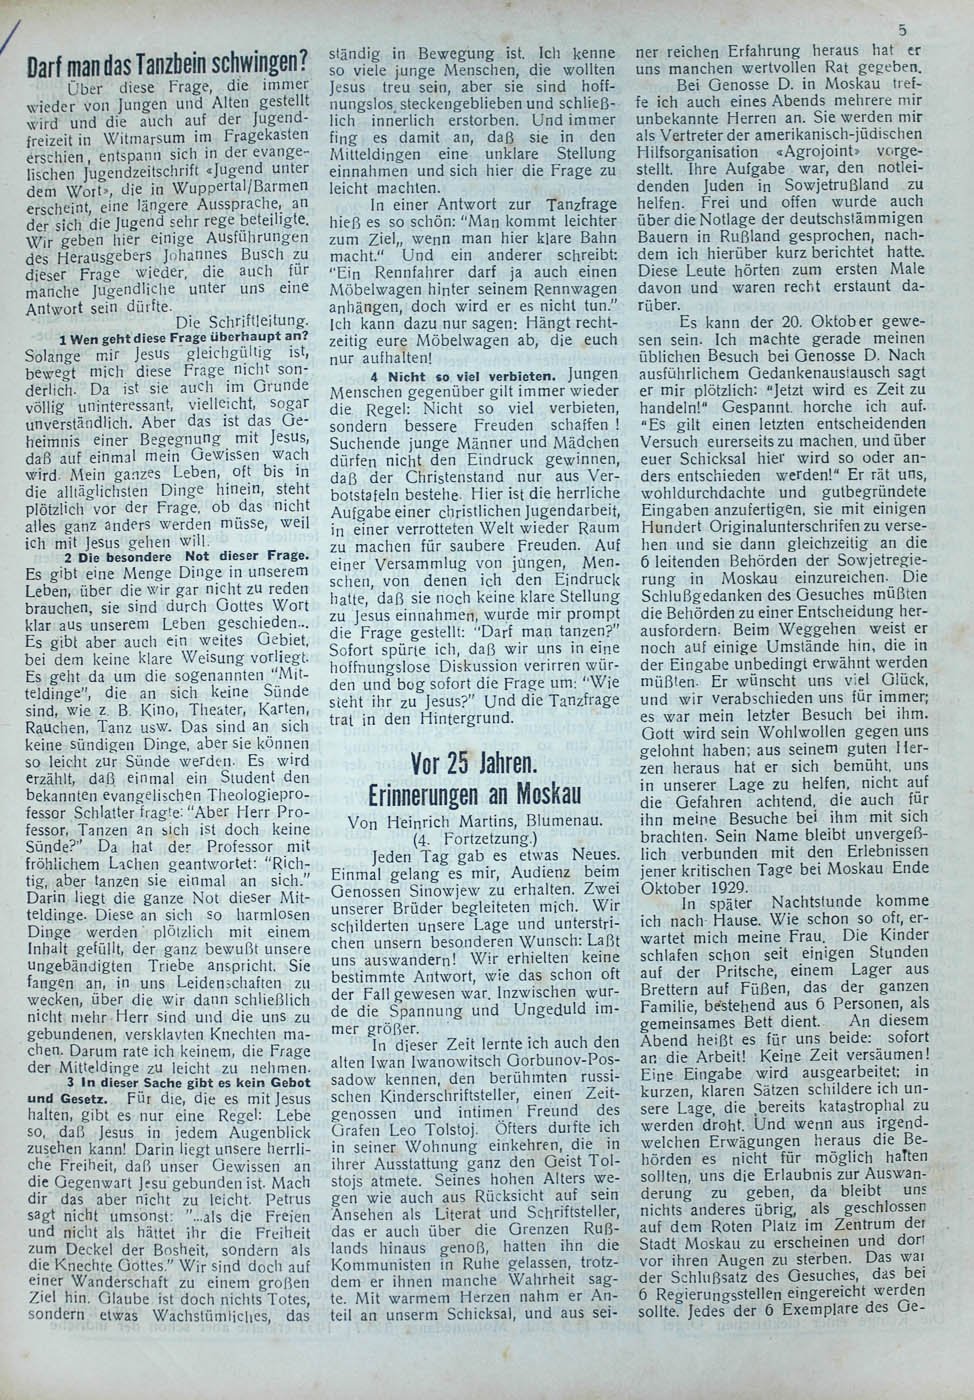 5
Darf man das Tanzbein schwingen?
Über diese Frage, die immer
wieder von Jungen und Alten gestellt
wird und die auch auf der Jugend-
freizeit in Witmarsum im Fragekasten
erschien, entspann sich in der evange-
lischen Jugendzeitschrift «Jugend unter
dem Wort», die in Wuppertal/Barmen
erscheint, eine längere Aussprache, an
der sich die Jugend sehr rege beteiligte.
Wir geben hier einige Ausführungen
des Herausgebers Johannes Busch zu
dieser Frage wieder, die auch für
manche Jugendliche unter uns eine
Antwort sein dürfte.
Die Schriftleitung.
1 Wen geht diese Frage überhaupt an?
Solange mir Jesus gleichgültig ist,
bewegt mich diese Frage nicht son-
derlich. Da ist sie auch im Grunde
völlig uninteressant, vielleicht, sogar
unverständlich. Aber das ist das Ge-
heimnis einer Begegnung mit Jesus,
daß auf einmal mein Gewissen wach
wird. Mein ganzes Leben, oft bis in
die alltäglichsten Dinge hinein, steht
plötzlich vor der Frage, ob das nicht
alles ganz anders werden müsse, weil
ich mit Jesus gehen will.
2 Die besondere Not dieser Frage.
Es gibt eine Menge Dinge in unserem
Leben, über die wir gar nicht zu reden
brauchen, sie sind durch Gottes Wort
klar aus unserem Leben geschieden...
Es gibt aber auch ein weites Gebiet,
bei dem keine klare Weisung vorliegt.
Es geht da um die sogenannten "Mit-
teldinge", die an sich keine Sünde
sind, wie z. B. Kino, Theater, Karten,
Rauchen, Tanz usw. Das sind an sich
keine sündigen Dinge, aber sie können
so leicht zur Sünde werden. Es wird
erzählt, daß einmal ein Student den
bekannten evangelischen Theologiepro-
fessor Schlatter fragte: "Aber Herr Pro-
fessor, Tanzen an sich ist doch keine
Sünde?" Da hat der Professor mit
fröhlichem Lachen geantwortet: "Rich-
tig, aber tanzen sie einmal an sich."
Darin liegt die ganze Not dieser Mit-
teldinge. Diese an sich so harmlosen
Dinge werden plötzlich mit einem
Inhalt gefüllt, der ganz bewußt unsere
ungebändigten Triebe anspricht. Sie
fangen an, in uns Leidenschaften zu
wecken, über die wir dann schließlich
nicht mehr Herr sind und die uns zu
gebundenen, versklavten Knechten ma-
chen. Darum rate ich keinem, die Frage
der Mitteldinge zu leicht zu nehmen.
3 In dieser Sache gibt es kein Gebot
und Gesetz. Für die, die es mit Jesus
halten, gibt es nur eine Regel: Lebe
so, daß Jesus in jedem Augenblick
zusehen kann! Darin liegt unsere herrli-
che Freiheit, daß unser Gewissen an
die Gegenwart Jesu gebunden ist. Mach
dir das aber nicht zu leicht. Petrus
sagt nicht umsonst: "...als die Freien
und nicht als hättet ihr die Freiheit
zum Deckel der Bosheit, sondern als
die Knechte Gottes." Wir sind doch auf
einer Wanderschaft zu einem großen
Ziel hin. Glaube ist doch nichts Totes,
sondern etwas Wachstümliches, das
ständig in Bewegung ist. Ich kenne
so viele junge Menschen, die wollten
Jesus treu sein, aber sie sind hoff-
nungslos steckengeblieben und schließ-
lich innerlich erstorben. Und immer
fing es damit an, daß sie in den
Mitteldingen eine unklare Stellung
einnahmen und sich hier die Frage zu
leicht machten.
In einer Antwort zur Tanzfrage
hieß es so schön: "Man kommt leichter
zum Ziel,, wenn man hier klare Bahn
macht." Und ein anderer schreibt:
"Ein Rennfahrer darf ja auch einen
Möbelwagen hinter seinem Rennwagen
anhängen, doch wird er es nicht tun."
Ich kann dazu nur sagen: Hängt recht-
zeitig eure Möbelwagen ab, die euch
nur aufhalten!
4 Nicht so viel verbieten. Jungen
Menschen gegenüber gilt immer wieder
die Regel: Nicht so viel verbieten,
sondern bessere Freuden schaffen !
Suchende junge Männer und Mädchen
dürfen nicht den Eindruck gewinnen,
daß der Christenstand nur aus Ver-
botstafeln bestehe. Hier ist die herrliche
Aufgabe einer christlichen Jugendarbeit,
in einer verrotteten Welt wieder Raum
zu machen für saubere Freuden. Auf
einer Versammlug von jungen, Men-
schen, von denen ich den Eindruck
hatte, daß sie noch keine klare Stellung
zu Jesus einnahmen, wurde mir prompt
die Frage gestellt: "Darf man tanzen?"
Sofort spürte ich, daß wir uns in eine
hoffnungslose Diskussion verirren wür-
den und bog sofort die Frage um: "Wie
steht ihr zu Jesus?" Und die Tanzfrage
trat in den Hintergrund.
Vor 25 Jahren.
Erinnerungen an Moskau
Von Heinrich Martins, Blumenau.
(4. Fortzetzung.)
Jeden Tag gab es etwas Neues.
Einmal gelang es mir, Audienz beim
Genossen Sinowjew zu erhalten. Zwei
unserer Brüder begleiteten mich. Wir
schilderten unsere Lage und unterstri-
chen unsern besonderen Wunsch: Laßt
uns auswandern! Wir erhielten keine
bestimmte Antwort, wie das schon oft
der Fall gewesen war. Inzwischen wur-
de die Spannung und Ungeduld im-
mer größer.
In dieser Zeit lernte ich auch den
alten Iwan Iwanowitsch Gorbunov-Pos-
sadow kennen, den berühmten russi-
schen Kinderschriftsteller, einen Zeit-
genossen und intimen Freund des
Grafen Leo Tolstoj. Öfters durfte ich
in seiner Wohnung einkehren, die in
ihrer Ausstattung ganz den Geist Tol-
stojs atmete. Seines hohen Alters we-
gen wie auch aus Rücksicht auf sein
Ansehen als Literat und Schriftsteller,
das er auch über die Grenzen Ruß-
lands hinaus genoß, hatten ihn die
Kommunisten in Ruhe gelassen, trotz-
dem er ihnen manche Wahrheit sag-
te. Mit warmem Herzen nahm er An-
teil an unserm Schicksal, und aus sei-
ner reichen Erfahrung heraus hat er
uns manchen wertvollen Rat gegeben.
Bei Genosse D. in Moskau tref-
fe ich auch eines Abends mehrere mir
unbekannte Herren an. Sie werden mir
als Vertreter der amerikanisch-jüdischen
Hilfsorganisation «Agrojoint» vorge-
stellt. Ihre Aufgabe war, den notlei-
denden Juden in Sowjetrußland zu
helfen. Frei und offen wurde auch
über die Notlage der deutschstämmigen
Bauern in Rußland gesprochen, nach-
dem ich hierüber kurz berichtet hatte.
Diese Leute hörten zum ersten Male
davon und waren recht erstaunt da-
rüber.
Es kann der 20. Oktober gewe-
sen sein. Ich machte gerade meinen
üblichen Besuch bei Genosse D. Nach
ausführlichem Gedankenaustausch sagt
er mir plötzlich: "Jetzt wird es Zeit zu
handeln!" Gespannt horche ich auf.
"Es gilt einen letzten entscheidenden
Versuch eurerseits zu machen, und über
euer Schicksal hier wird so oder an-
ders entschieden werden!" Er rät uns,
wohldurchdachte und gutbegründete
Eingaben anzufertigen, sie mit einigen
Hundert Originalunterschrifen zu verse-
hen und sie dann gleichzeitig an die
6 leitenden Behörden der Sowjetregie-
rung in Moskau einzureichen. Die
Schlußgedanken des Gesuches müßten
die Behörden zu einer Entscheidung her-
ausfordern. Beim Weggehen weist er
noch auf einige Umstände hin, die in
der Eingabe unbedingt erwähnt werden
müßten. Er wünscht uns viel Glück,
und wir verabschieden uns für immer;
es war mein letzter Besuch bei ihm.
Gott wird sein Wohlwollen gegen uns
gelohnt haben; aus seinem guten Her-
zen heraus hat er sich bemüht, uns
in unserer Lage zu helfen, nicht auf
die Gefahren achtend, die auch für
ihn meine Besuche bei ihm mit sich
brachten. Sein Name bleibt unvergeß-
lich verbunden mit den Erlebnissen
jener kritischen Tage bei Moskau Ende
Oktober 1929.
In später Nachtstunde komme
ich nach Hause. Wie schon so oft, er-
wartet mich meine Frau. Die Kinder
schlafen schon seit einigen Stunden
auf der Pritsche, einem Lager aus
Brettern auf Füßen, das der ganzen
Familie, bestehend aus 6 Personen, als
gemeinsames Bett dient. An diesem
Abend heißt es für uns beide: sofort
an die Arbeit! Keine Zeit versäumen!
Eine Eingabe wird ausgearbeitet; in
kurzen, klaren Sätzen schildere ich un-
sere Lage, die bereits katastrophal zu
werden droht. Und wenn aus irgend-
welchen Erwägungen heraus die Be-
hörden es nicht für möglich halten
sollten, uns die Erlaubnis zur Auswan-
derung zu geben, da bleibt uns
nichts anderes übrig, als geschlossen
auf dem Roten Platz im Zentrum der
Stadt Moskau zu erscheinen und dort
vor ihren Augen zu sterben. Das war
der Schlußsatz des Gesuches, das bei
6 Regierungsstellen eingereicht werden
sollte. Jedes der 6 Exemplare des Ge-